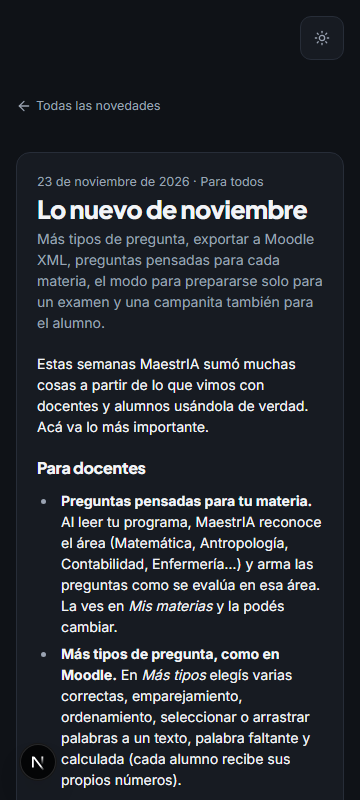 ← Todas las novedades
23 de noviembre de 2026 · Para todos
Lo nuevo de noviembre
Más tipos de pregunta, exportar a Moodle
XML, preguntas pensadas para cada
materia, el modo para prepararse solo para
un examen y una campanita también para
el alumno.
Estas semanas MaestrIA sumó muchas
cosas a partir de lo que vimos con
docentes y alumnos usándola de verdad.
Acá va lo más importante.
Para docentes
• Preguntas pensadas para tu materia.
Al leer tu programa, MaestrIA reconoce
el área (Matemática, Antropología,
Contabilidad, Enfermería...) y arma las
preguntas como se evalúa en esa área.
La ves en Mis materias y la podés
cambiar.
• Más tipos de pregunta, como en
Moodle. En Más tipos elegís varias
correctas, emparejamiento,
ordenamiento, seleccionar o arrastrar
palabras a un texto, palabra faltante y
calculada (cada alumno recibe sus
propios números).
N